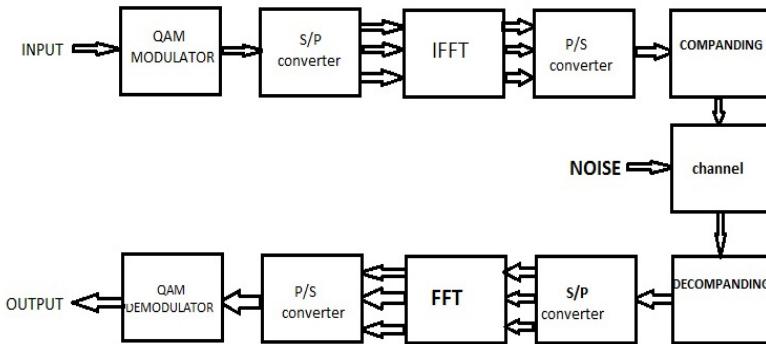 INPUT
QAM
MODULATOR
S/P
converter
IFFT
P/S
converter
COMPANDING
NOISE
channel
OUTPUT
QAM
DEMODULATOR
P/S
converter
FFT
S/P
converter
DECOMPANDING